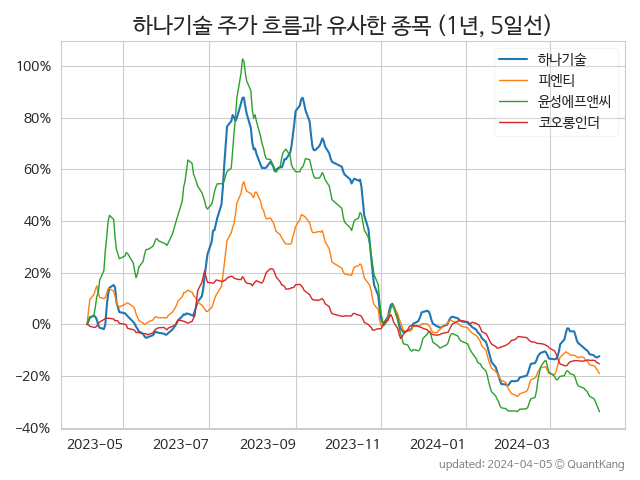 하나기술 주가 흐름과 유사한 종목 (1년, 5일선)
하나기술
피엔티
윤성에프앤씨
코오롱인더
100%
80%
60%
40%
20%
0%
−20%
−40%
2023-05 2023-07 2023-09 2023-11 2024-01 2024-03
updated: 2024-04-05 © QuantKang